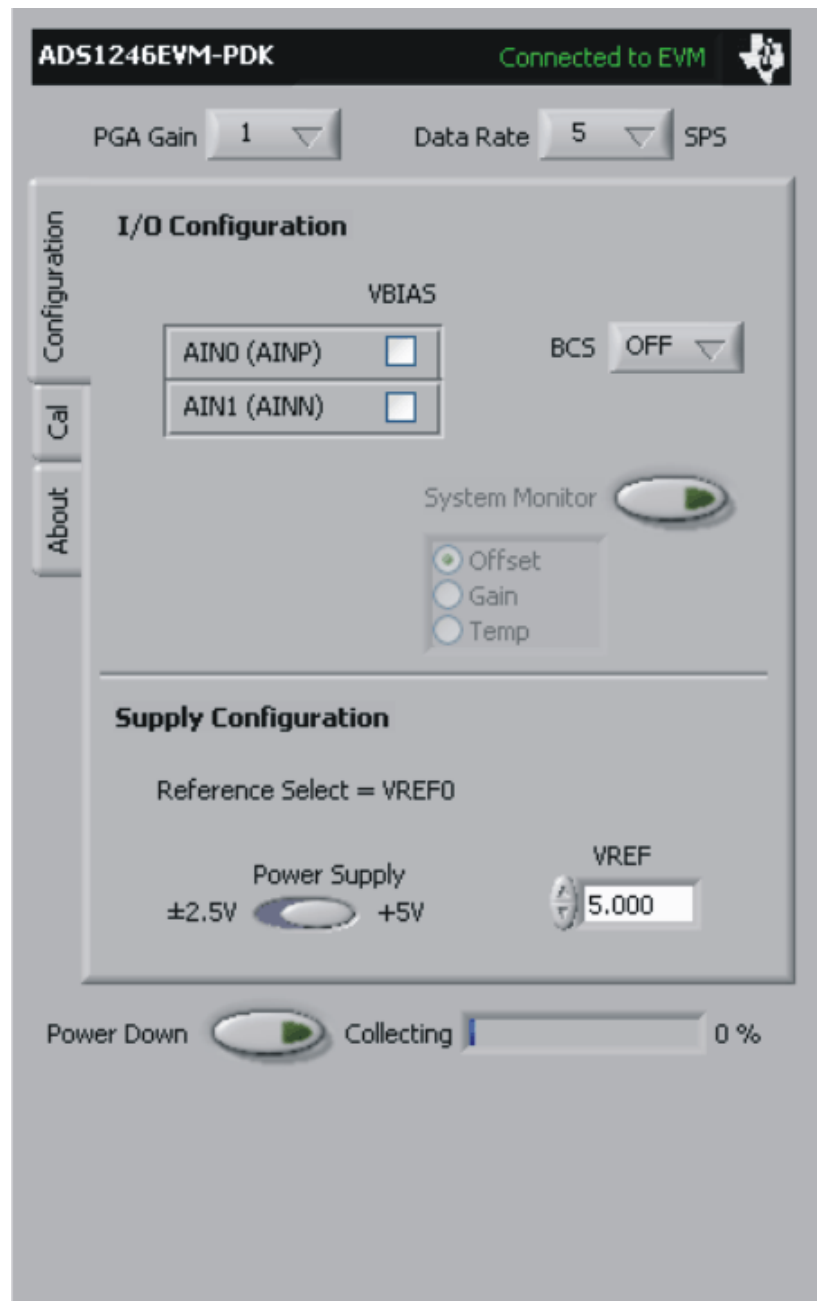 ADS1246EVM-PDK Connected to EVM
PGA Gain 1 Data Rate 5 SPS
Configuration
Cal
About
I/O Configuration
VBIAS
AIN0 (AINP)
AIN1 (AINN)
BCS OFF
System Monitor
Offset
Gain
Temp
Supply Configuration
Reference Select = VREF0
Power Supply
±2.5V +5V
VREF
5.000
Power Down Collecting 0 %